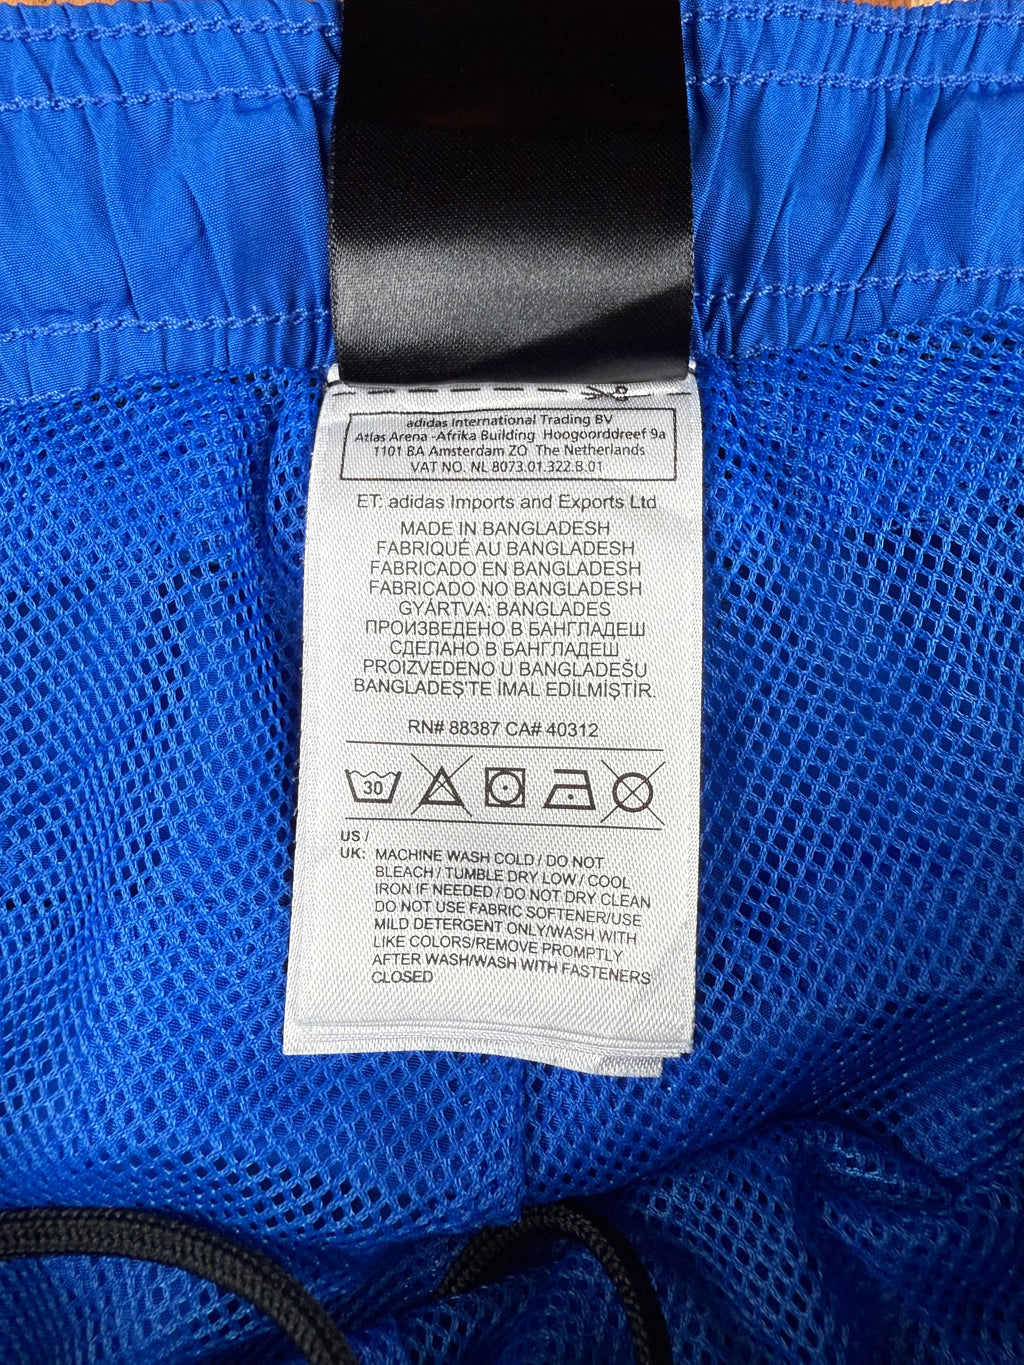 adidas International Trading BV
Atlas Arena -Afrika Building Hoogoorddreef 9a
1101 BA Amsterdam ZO The Netherlands
VAT NO. NL 8073.01.322.B.01
ET: adidas Imports and Exports Ltd
MADE IN BANGLADESH
FABRIQUÉ AU BANGLADESH
FABRICADO EN BANGLADESH
FABRICADO NO BANGLADESH
GYÁRTVA: BANGLADES
ПРОИЗВЕДЕНО В БАНГЛАДЕШ
СДЕЛАНО В БАНГЛАДЕШ
PROIZVEDENO U BANGLADEŠU
BANGLADEŞ'TE İMAL EDİLMİŞTİR.
RN# 88387 CA# 40312
30
US /
UK: MACHINE WASH COLD / DO NOT
BLEACH / TUMBLE DRY LOW / COOL
IRON IF NEEDED / DO NOT DRY CLEAN
DO NOT USE FABRIC SOFTENER/USE
MILD DETERGENT ONLY/WASH WITH
LIKE COLORS/REMOVE PROMPTLY
AFTER WASH/WASH WITH FASTENERS
CLOSED